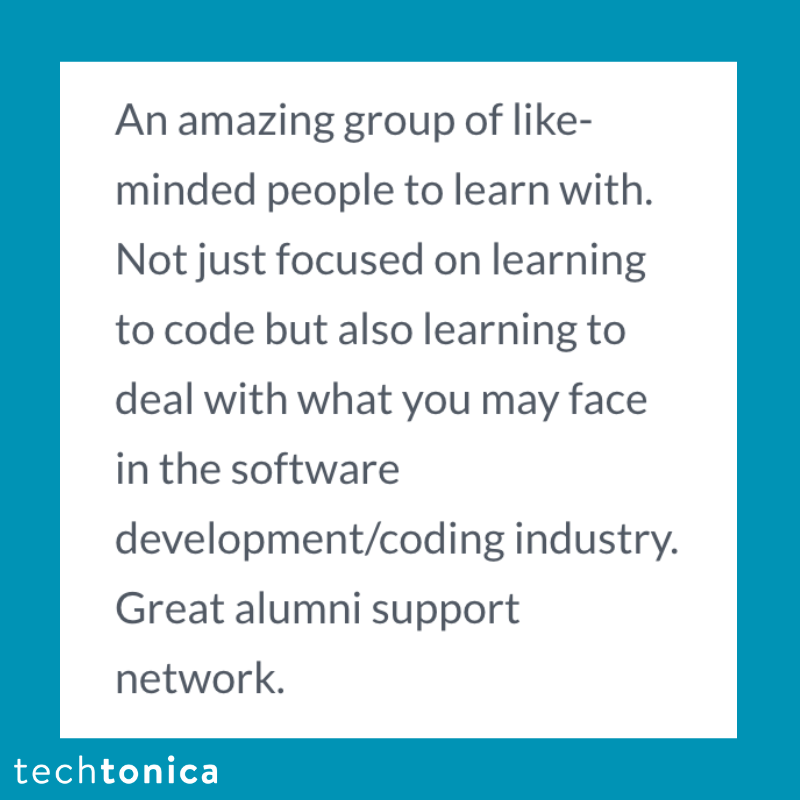 An amazing group of like-
minded people to learn with.
Not just focused on learning
to code but also learning to
deal with what you may face
in the software
development/coding industry.
Great alumni support
network.
techtonica